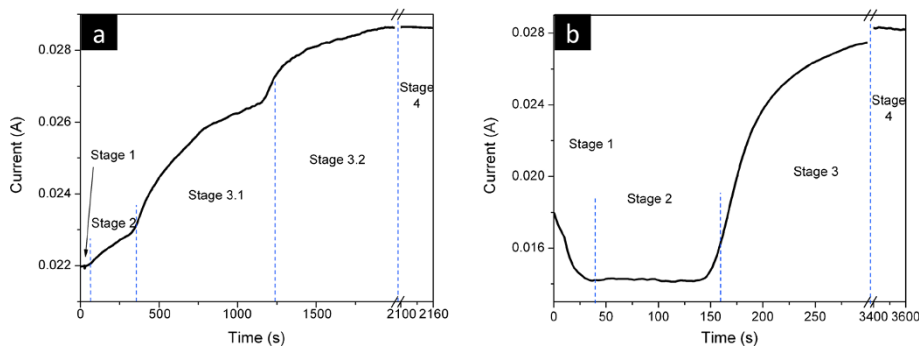 a
0.028
0.026
0.024
0.022
Current (A)
Stage 1
Stage 2
Stage 3.1
Stage 3.2
Stage
4
0
500
1000
1500
2100
2160
Time (s)
b
0.028
0.024
0.020
0.016
Current (A)
Stage 1
Stage 2
Stage 3
Stage
4
0
50
100
150
200
250
3400
3600
Time (s)